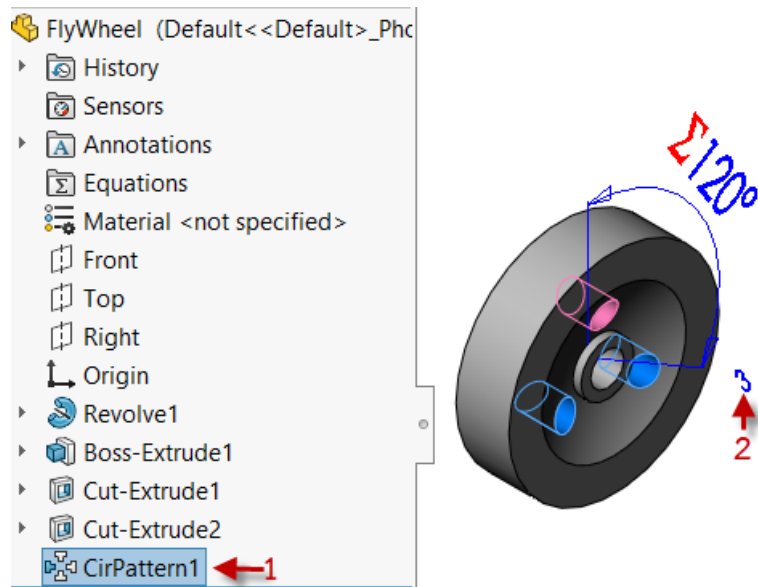 FlyWheel (Default<<Default>_Phc
History
Sensors
Annotations
Equations
Material <not specified>
Front
Top
Right
Origin
Revolve1
Boss-Extrude1
Cut-Extrude1
Cut-Extrude2
CirPattern1
1
Σ120°
3
2